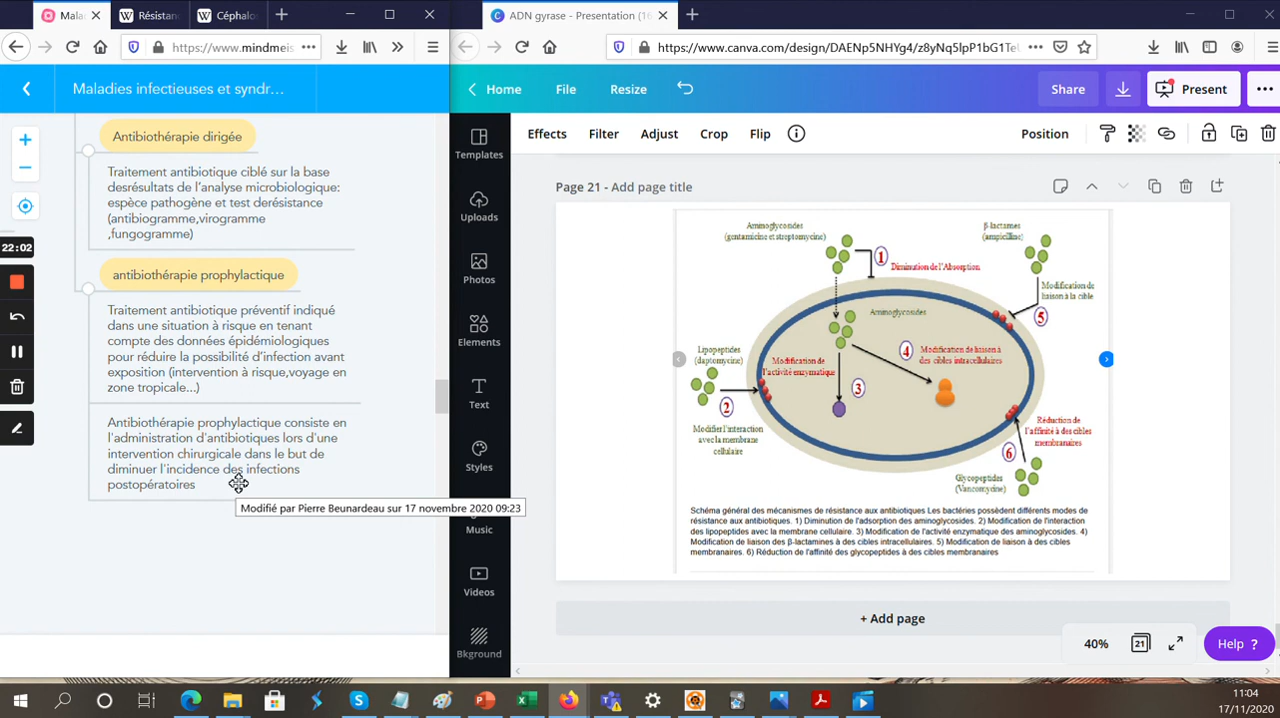 Mala
Résistan
Céphalo
ADN gyrase - Presentation (1
https://www.mindmeis
https://www.canva.com/design/DAENp5NHYg4/z8yNq5lpP1bG1Te
Maladies infectieuses et syndr...
Home
File
Resize
Share
Present
Effects
Filter
Adjust
Crop
Flip
Position
Templates
Uploads
Photos
Elements
Text
Styles
Music
Videos
Bkground
22:02
Antibiothérapie dirigée
Traitement antibiotique ciblé sur la base
desrésultats de l'analyse microbiologique:
espèce pathogène et test derésistance
(antibiogramme,virogramme
,fungogramme)
antibiothérapie prophylactique
Traitement antibiotique préventif indiqué
dans une situation à risque en tenant
compte des données épidémiologiques
pour réduire la possibilité d'infection avant
exposition (intervention à risque,voyage en
zone tropicale...)
Antibiothérapie prophylactique consiste en
l'administration d'antibiotiques lors d'une
intervention chirurgicale dans le but de
diminuer l'incidence des infections
postopératoires
Modifié par Pierre Beunardeau sur 17 novembre 2020 09:23
Page 21 - Add page title
Aminoglycosides
(gentamicine et streptomycine)
β-lactames
(ampicilline)
1
Diminution de l'Absorption
Modification de
liaison à la cible
5
Aminoglycosides
Lipopeptides
(daptomycine)
Modification de
l'activité enzymatique
4
Modification de liaison à
des cibles intracellulaires
3
2
Modifier l'interaction
avec la membrane
cellulaire
Réduction de
l'affinité à des cibles
membranaires
6
Glycopeptides
(Vancomycine)
Schéma général des mécanismes de résistance aux antibiotiques Les bactéries possèdent différents modes de
résistance aux antibiotiques. 1) Diminution de l'adsorption des aminoglycosides. 2) Modification de l'interaction
des lipopeptides avec la membrane cellulaire. 3) Modification de l'activité enzymatique des aminoglycosides. 4)
Modification de liaison des β-lactamines à des cibles intracellulaires. 5) Modification de liaison à des cibles
membranaires. 6) Réduction de l'affinité des glycopeptides à des cibles membranaires
+ Add page
40%
21
Help ?
11:04
17/11/2020